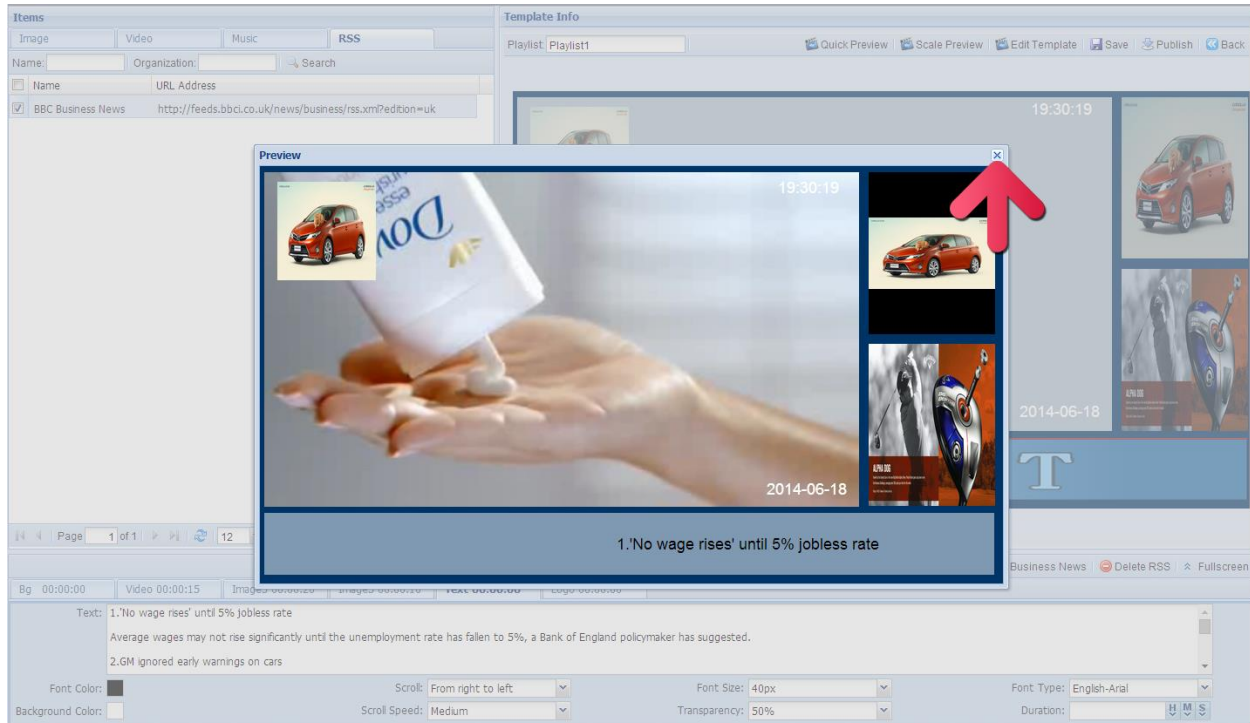 Items
Image Video Music RSS
Name: Organization: Search
Name URL Address
BBC Business News http://feeds.bbci.co.uk/news/business/rss.xml?edition=uk
Template Info
Playlist: Playlist1 Quick Preview Scale Preview Edit Template Save Publish Back
19:30:19
2014-06-18
T
Preview
19:30:19
Dov
2014-06-18
ALPHA DOG
1.'No wage rises' until 5% jobless rate
Page 1 of 1 12
Business News Delete RSS Fullscreen
Bg 00:00:00 Video 00:00:15
Text: 1.'No wage rises' until 5% jobless rate
Average wages may not rise significantly until the unemployment rate has fallen to 5%, a Bank of England policymaker has suggested.
2.GM ignored early warnings on cars
Font Color: Scroll: From right to left Font Size: 40px Font Type: English-Arial
Background Color: Scroll Speed: Medium Transparency: 50% Duration: H M S